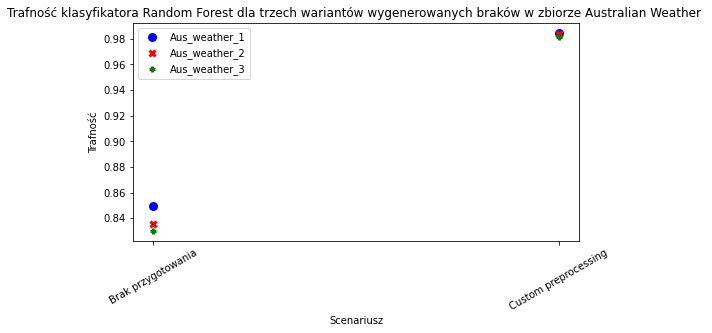 Trafność klasyfikatora Random Forest dla trzech wariantów wygenerowanych braków w zbiorze Australian Weather
Aus_weather_1
Aus_weather_2
Aus_weather_3
Trafność
0.98
0.96
0.94
0.92
0.90
0.88
0.86
0.84
Brak przygotowania
Custom preprocessing
Scenariusz